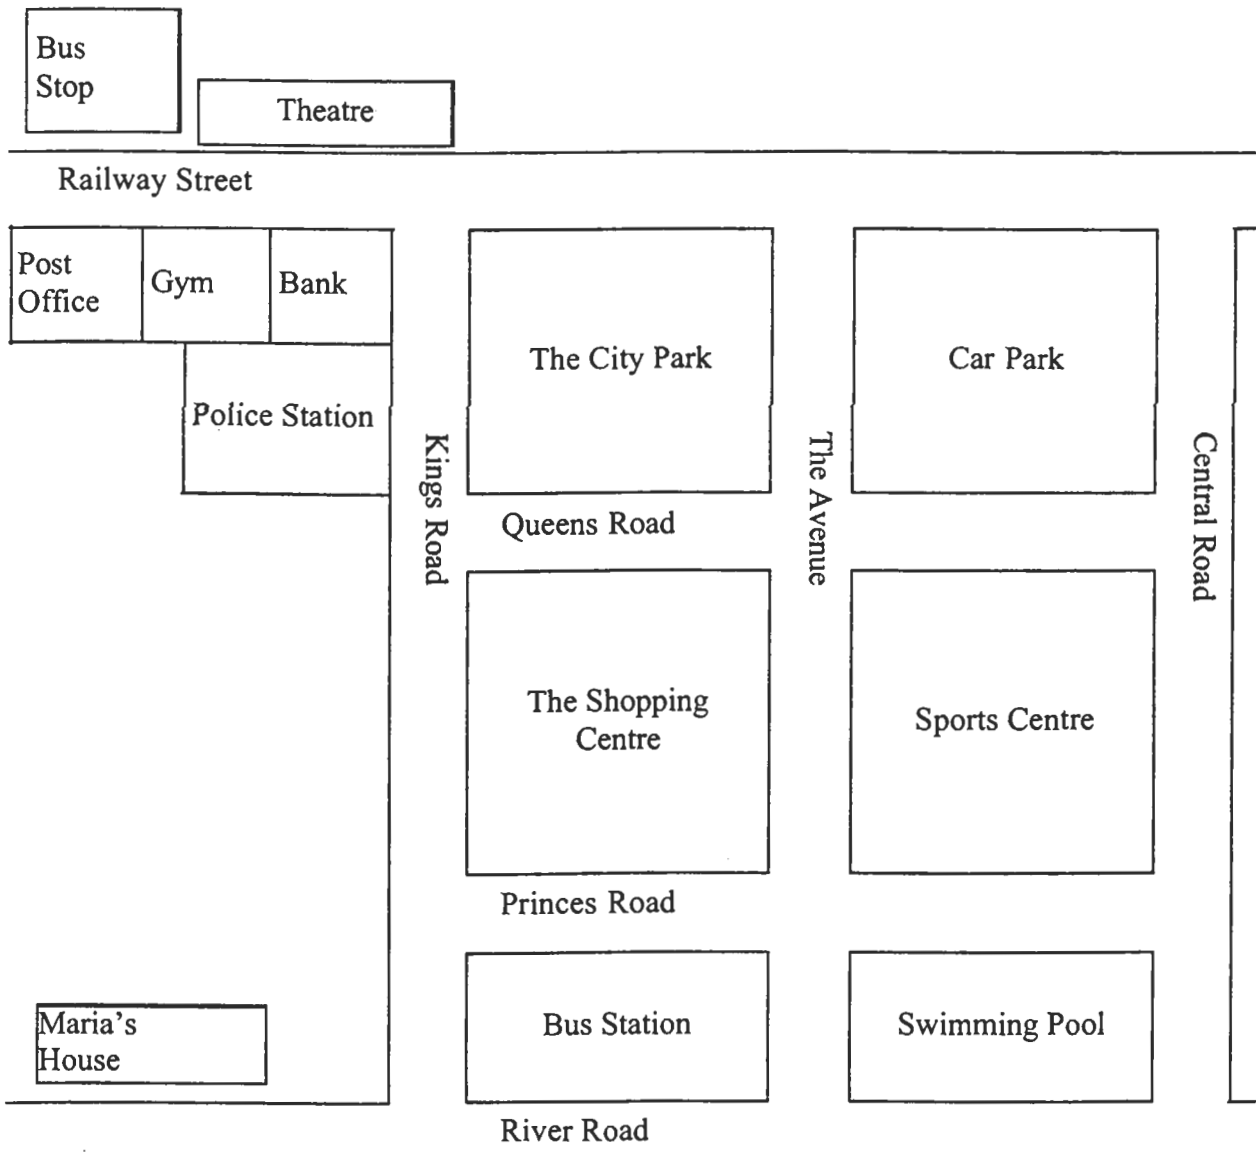 Bus
Stop
Theatre
Railway Street
Post
Office
Gym
Bank
The City Park
Car Park
Police Station
Kings Road
The Avenue
Central Road
Queens Road
The Shopping
Centre
Sports Centre
Princes Road
Maria's
House
Bus Station
Swimming Pool
River Road